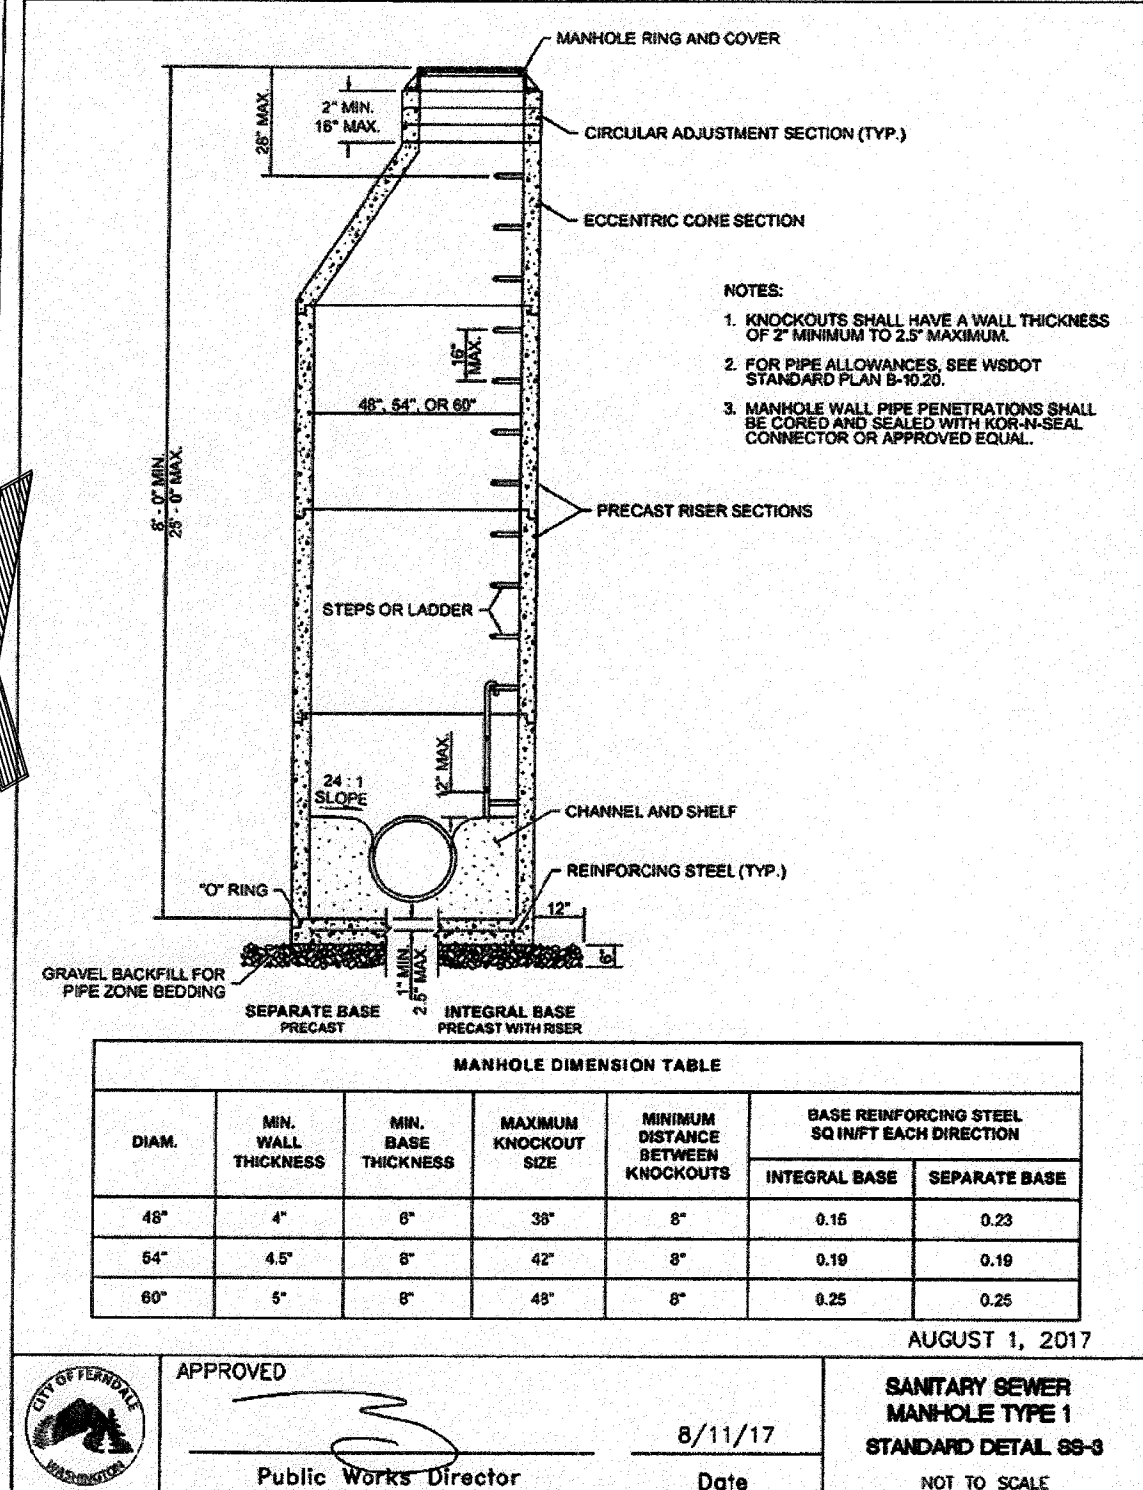 MANHOLE RING AND COVER
28" MAX.
2" MIN.
16" MAX.
CIRCULAR ADJUSTMENT SECTION (TYP.)
ECCENTRIC CONE SECTION
NOTES:
1. KNOCKOUTS SHALL HAVE A WALL THICKNESS
OF 2" MINIMUM TO 2.5" MAXIMUM.
2. FOR PIPE ALLOWANCES, SEE WSDOT
STANDARD PLAN B-10.20.
3. MANHOLE WALL PIPE PENETRATIONS SHALL
BE CORED AND SEALED WITH KOR-N-SEAL
CONNECTOR OR APPROVED EQUAL.
16"
MAX.
48", 54", OR 60"
8' - 0" MIN.
25' - 0" MAX.
PRECAST RISER SECTIONS
STEPS OR LADDER
12" MAX.
24 : 1
SLOPE
CHANNEL AND SHELF
REINFORCING STEEL (TYP.)
"O" RING
12"
6"
GRAVEL BACKFILL FOR
PIPE ZONE BEDDING
1" MIN.
2.5" MAX.
SEPARATE BASE
PRECAST
INTEGRAL BASE
PRECAST WITH RISER
MANHOLE DIMENSION TABLE
DIAM.
MIN.
WALL
THICKNESS
MIN.
BASE
THICKNESS
MAXIMUM
KNOCKOUT
SIZE
MINIMUM
DISTANCE
BETWEEN
KNOCKOUTS
BASE REINFORCING STEEL
SQ IN/FT EACH DIRECTION
INTEGRAL BASE SEPARATE BASE
48" 4" 6" 36" 8" 0.15 0.23
54" 4.5" 8" 42" 8" 0.19 0.19
60" 5" 8" 48" 8" 0.25 0.25
AUGUST 1, 2017
CITY OF FERNDALE
WASHINGTON
APPROVED
Public Works Director
8/11/17
Date
SANITARY SEWER
MANHOLE TYPE 1
STANDARD DETAIL SS-3
NOT TO SCALE